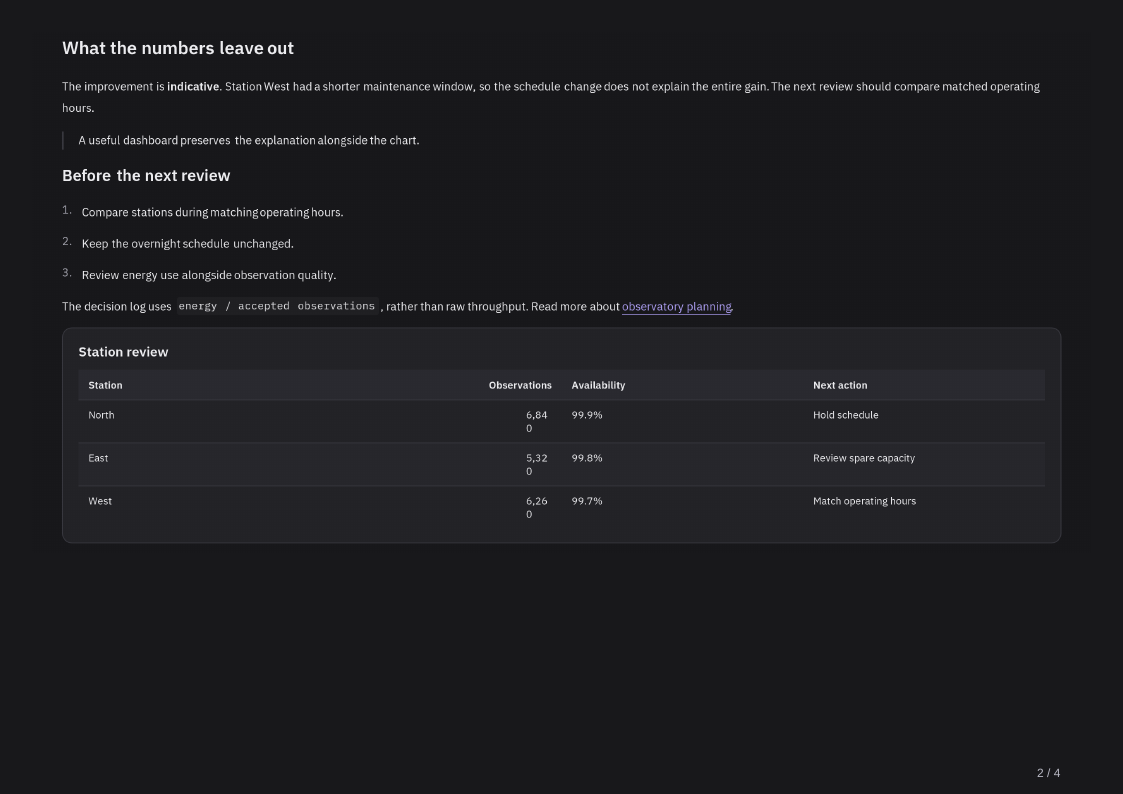 What the numbers leave out
The improvement is indicative. Station West had a shorter maintenance window, so the schedule change does not explain the entire gain. The next review should compare matched operating
hours.
A useful dashboard preserves the explanation alongside the chart.
Before the next review
1. Compare stations during matching operating hours.
2. Keep the overnight schedule unchanged.
3. Review energy use alongside observation quality.
The decision log uses energy / accepted observations, rather than raw throughput. Read more about observatory planning.
Station review
Station Observations Availability Next action
North 6,84 99.9% Hold schedule
0
East 5,32 99.8% Review spare capacity
0
West 6,26 99.7% Match operating hours
0
2 / 4